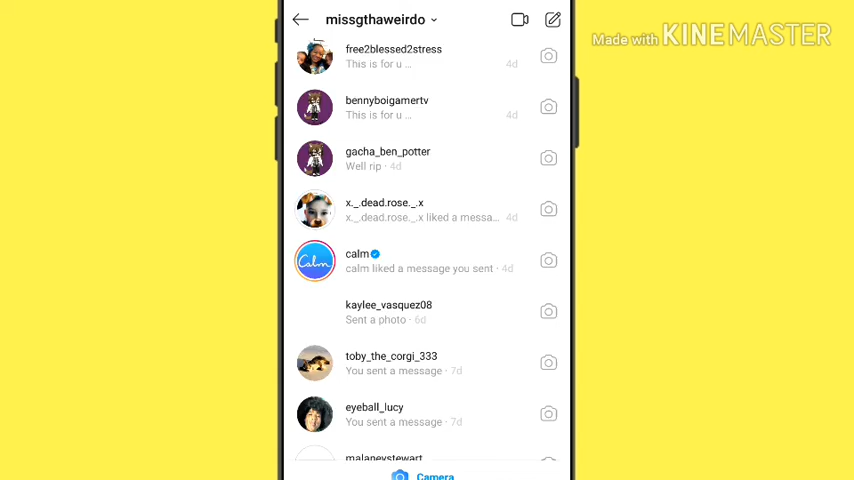 missgthaweirdo
Made with KINEMASTER
free2blessed2stress
This is for u ... 4d
bennyboigamertv
This is for u ... 4d
gacha_ben_potter
Well rip · 4d
x._.dead.rose._.x
x._.dead.rose._.x liked a messa... 4d
calm
Calm
calm liked a message you sent · 4d
kaylee_vasquez08
Sent a photo · 6d
toby_the_corgi_333
You sent a message · 7d
eyeball_lucy
You sent a message · 7d
malaneystewart
Camera